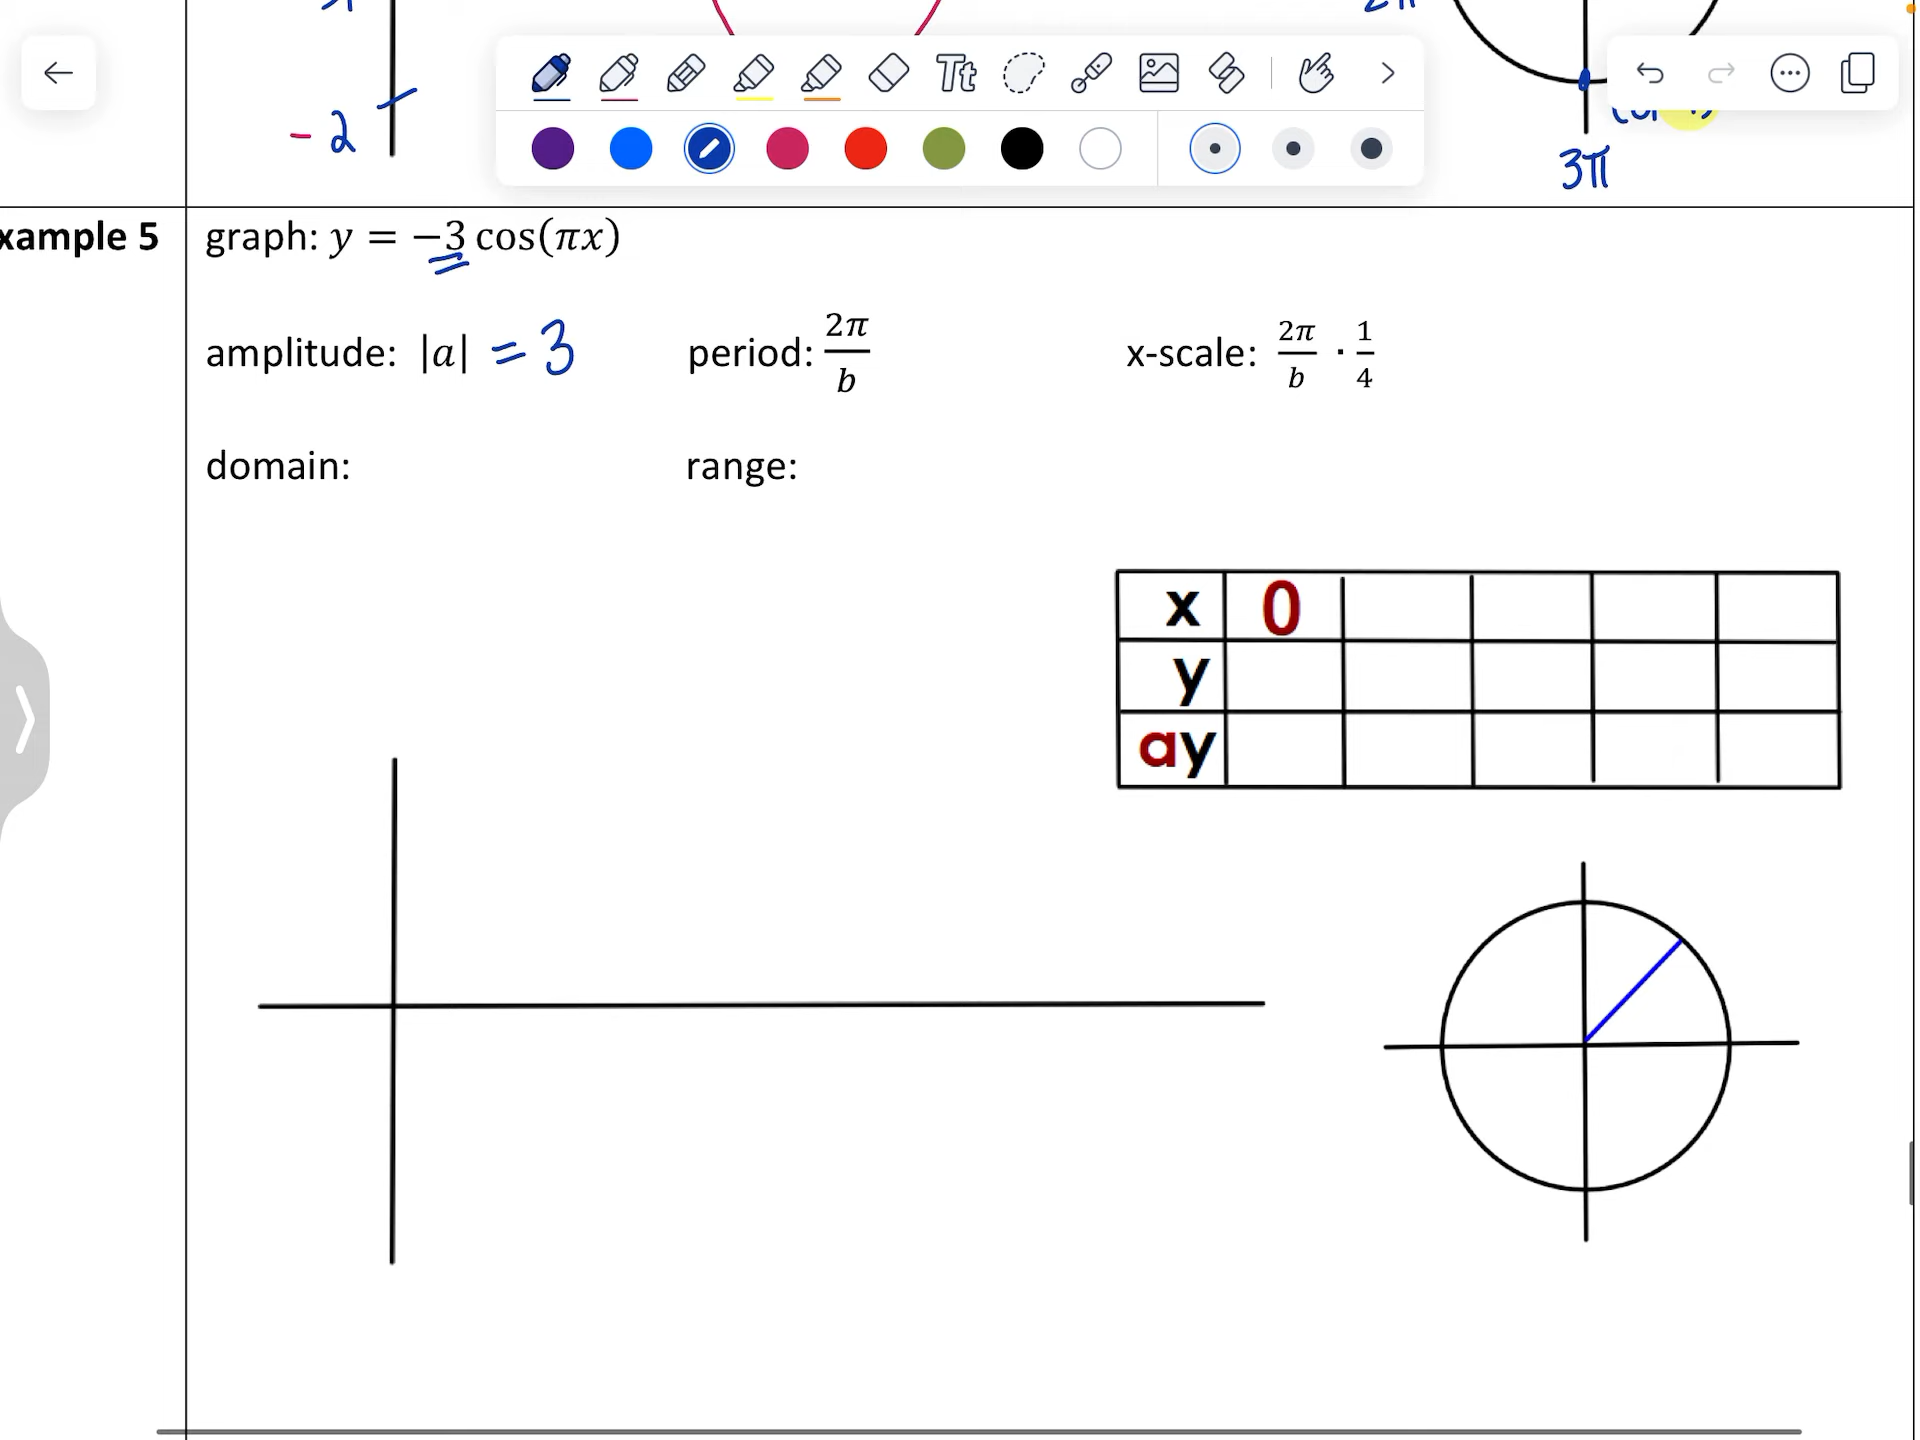 - 2
Tt
3π
xample 5
graph: y = −3 cos(πx)
amplitude: |a| = 3
period: 2π/b
x-scale: 2π/b · 1/4
domain:
range:
x 0
y
ay